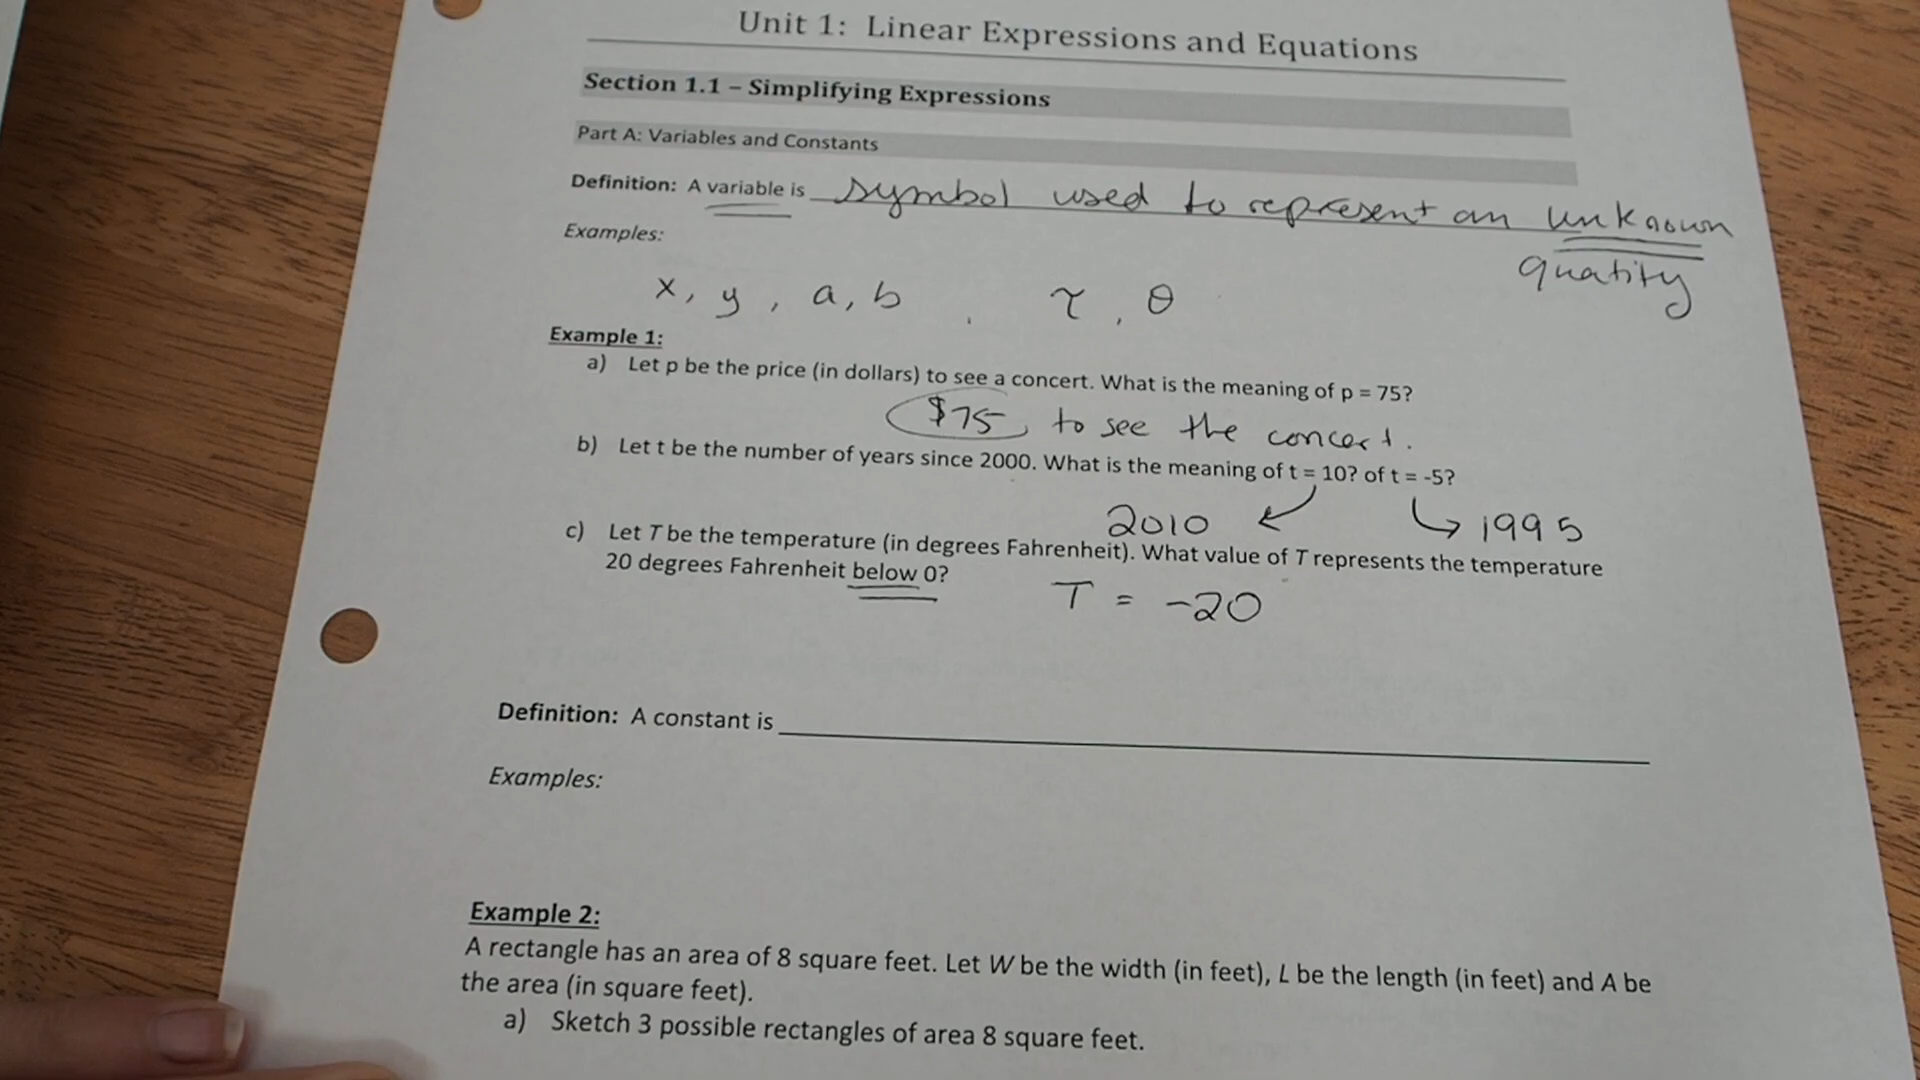 Unit 1: Linear Expressions and Equations
Section 1.1 – Simplifying Expressions
Part A: Variables and Constants
Definition: A variable is symbol used to represent an unknown
quatity
Examples:
x, y, a, b , τ, θ
Example 1:
a) Let p be the price (in dollars) to see a concert. What is the meaning of p = 75?
$75 to see the concert.
b) Let t be the number of years since 2000. What is the meaning of t = 10? of t = -5?
2010 1995
c) Let T be the temperature (in degrees Fahrenheit). What value of T represents the temperature
20 degrees Fahrenheit below 0?
T = -20
Definition: A constant is
Examples:
Example 2:
A rectangle has an area of 8 square feet. Let W be the width (in feet), L be the length (in feet) and A be
the area (in square feet).
a) Sketch 3 possible rectangles of area 8 square feet.